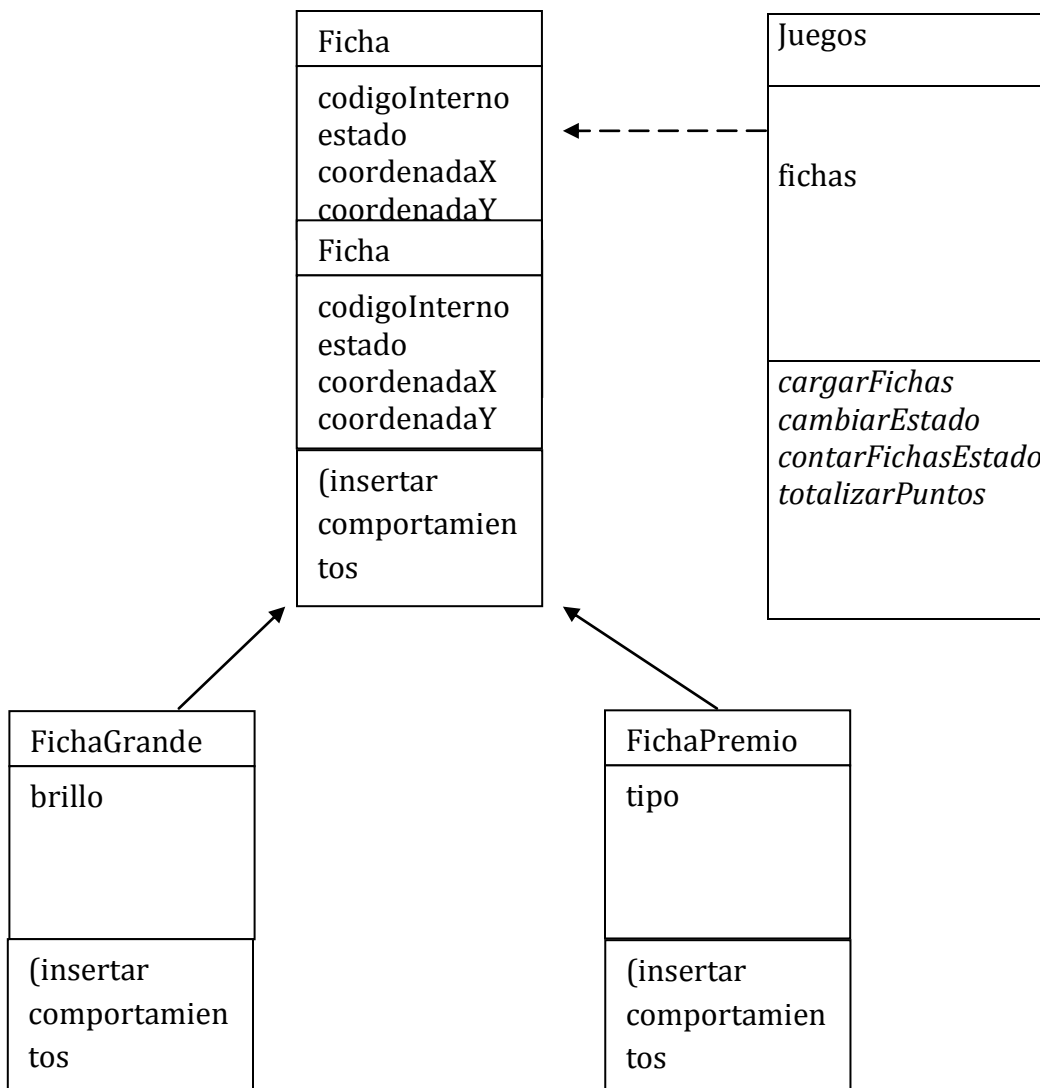 Ficha
codigoInterno
estado
coordenadaX
coordenadaY
Ficha
codigoInterno
estado
coordenadaX
coordenadaY
(insertar
comportamien
tos
Juegos
fichas
cargarFichas
cambiarEstado
contarFichasEstado
totalizarPuntos
FichaGrande
brillo
(insertar
comportamien
tos
FichaPremio
tipo
(insertar
comportamien
tos